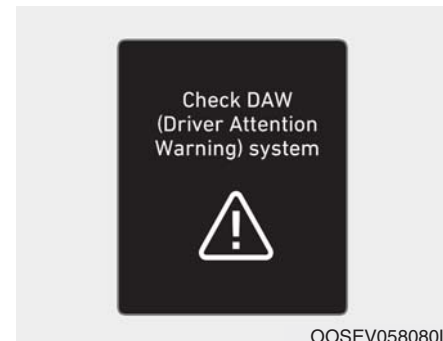 Check DAW
(Driver Attention
Warning) system
OOSEV058080L